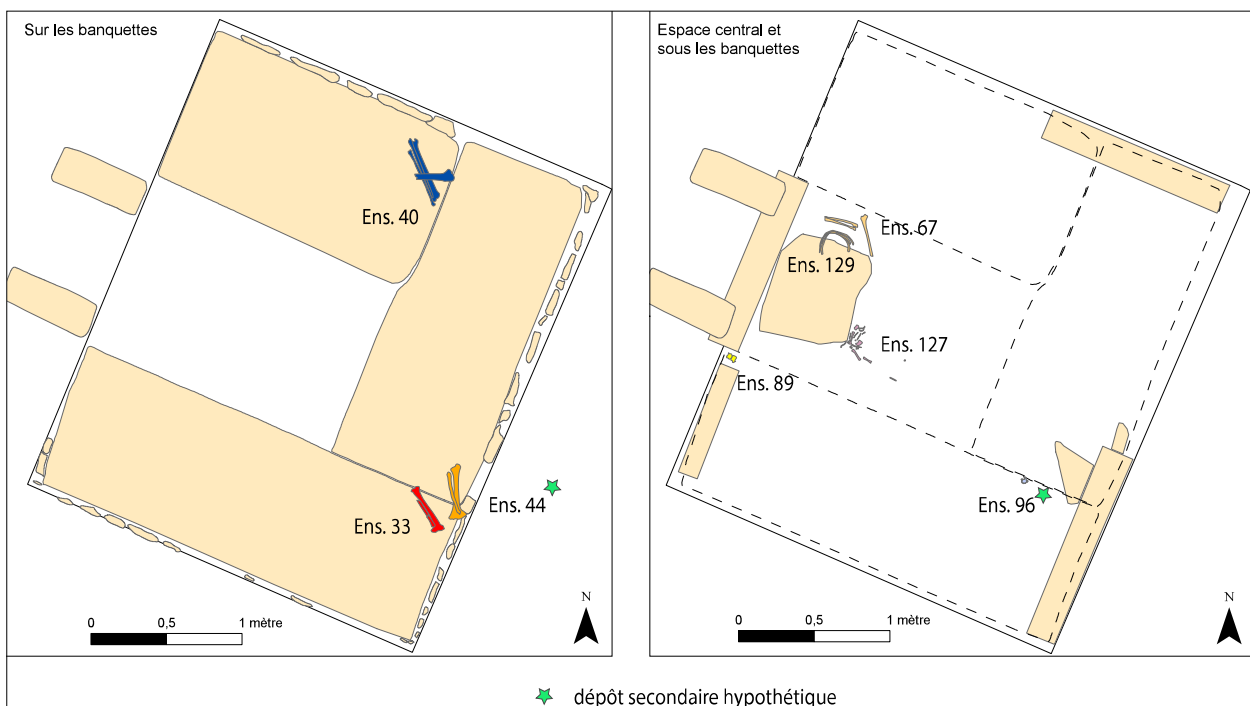 Sur les banquettes
Ens. 40
Ens. 44
Ens. 33
0 0,5 1 mètre
N
Espace central et
sous les banquettes
Ens. 67
Ens. 129
Ens. 127
Ens. 89
Ens. 96
0 0,5 1 mètre
N
dépôt secondaire hypothétique